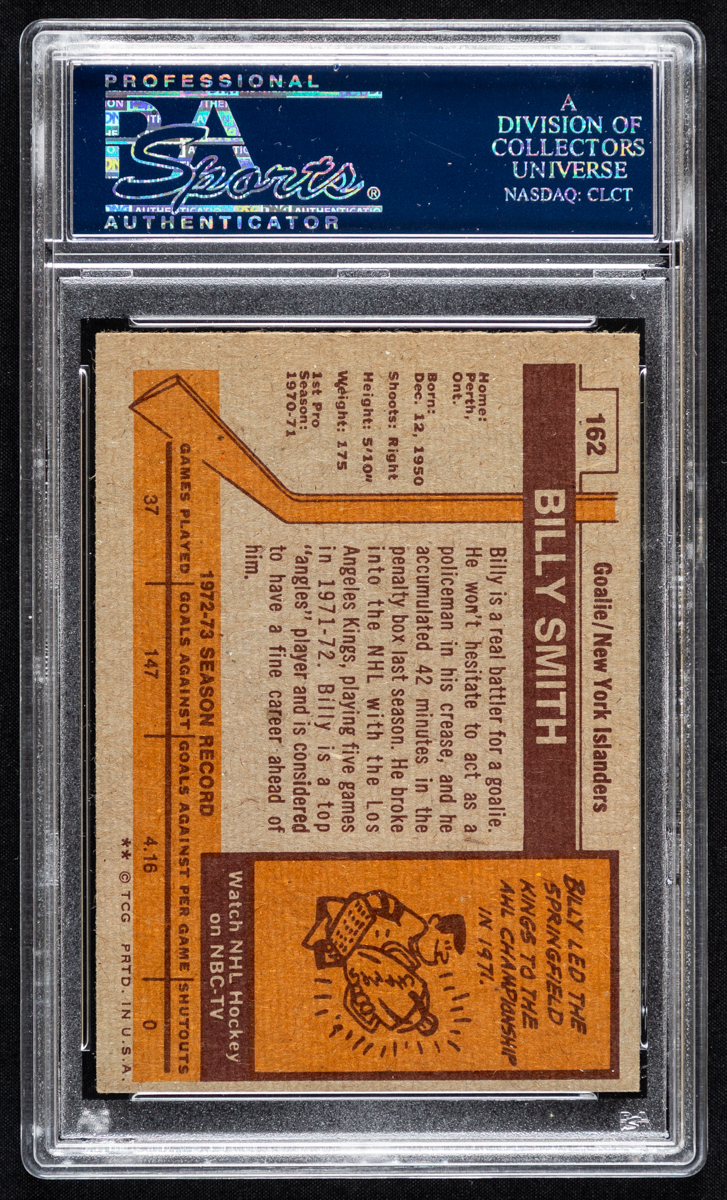 PROFESSIONAL
PSA
Sports®
AUTHENTICATOR
A
DIVISION OF
COLLECTORS
UNIVERSE
NASDAQ: CLCT
162
Goalie/New York Islanders
BILLY SMITH
Home:
Perth,
Ont.
Born:
Dec. 12, 1950
Shoots: Right
Height: 5'10"
Weight: 175
1st Pro
Season:
1970-71
Billy is a real battler for a goalie.
He won't hesitate to act as a
policeman in his crease, and he
accumulated 42 minutes in the
penalty box last season. He broke
into the NHL with the Los
Angeles Kings, playing five games
in 1971-72. Billy is a top
"angles" player and is considered
to have a fine career ahead of
him.
BILLY LED THE
SPRINGFIELD
KINGS TO THE
AHL CHAMPIONSHIP
IN 1971.
1972-73 SEASON RECORD
GAMES PLAYED GOALS AGAINST GOALS AGAINST PER GAME SHUTOUTS
37 147 4.16 0
Watch NHL Hockey
on NBC-TV
** © TCG PRTD. IN U.S.A.